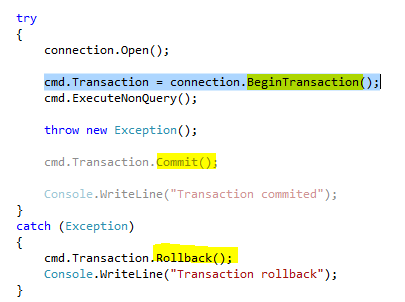 try
{
connection.Open();
cmd.Transaction = connection.BeginTransaction();
cmd.ExecuteNonQuery();
throw new Exception();
cmd.Transaction.Commit();
Console.WriteLine("Transaction commited");
}
catch (Exception)
{
cmd.Transaction.Rollback();
Console.WriteLine("Transaction rollback");
}